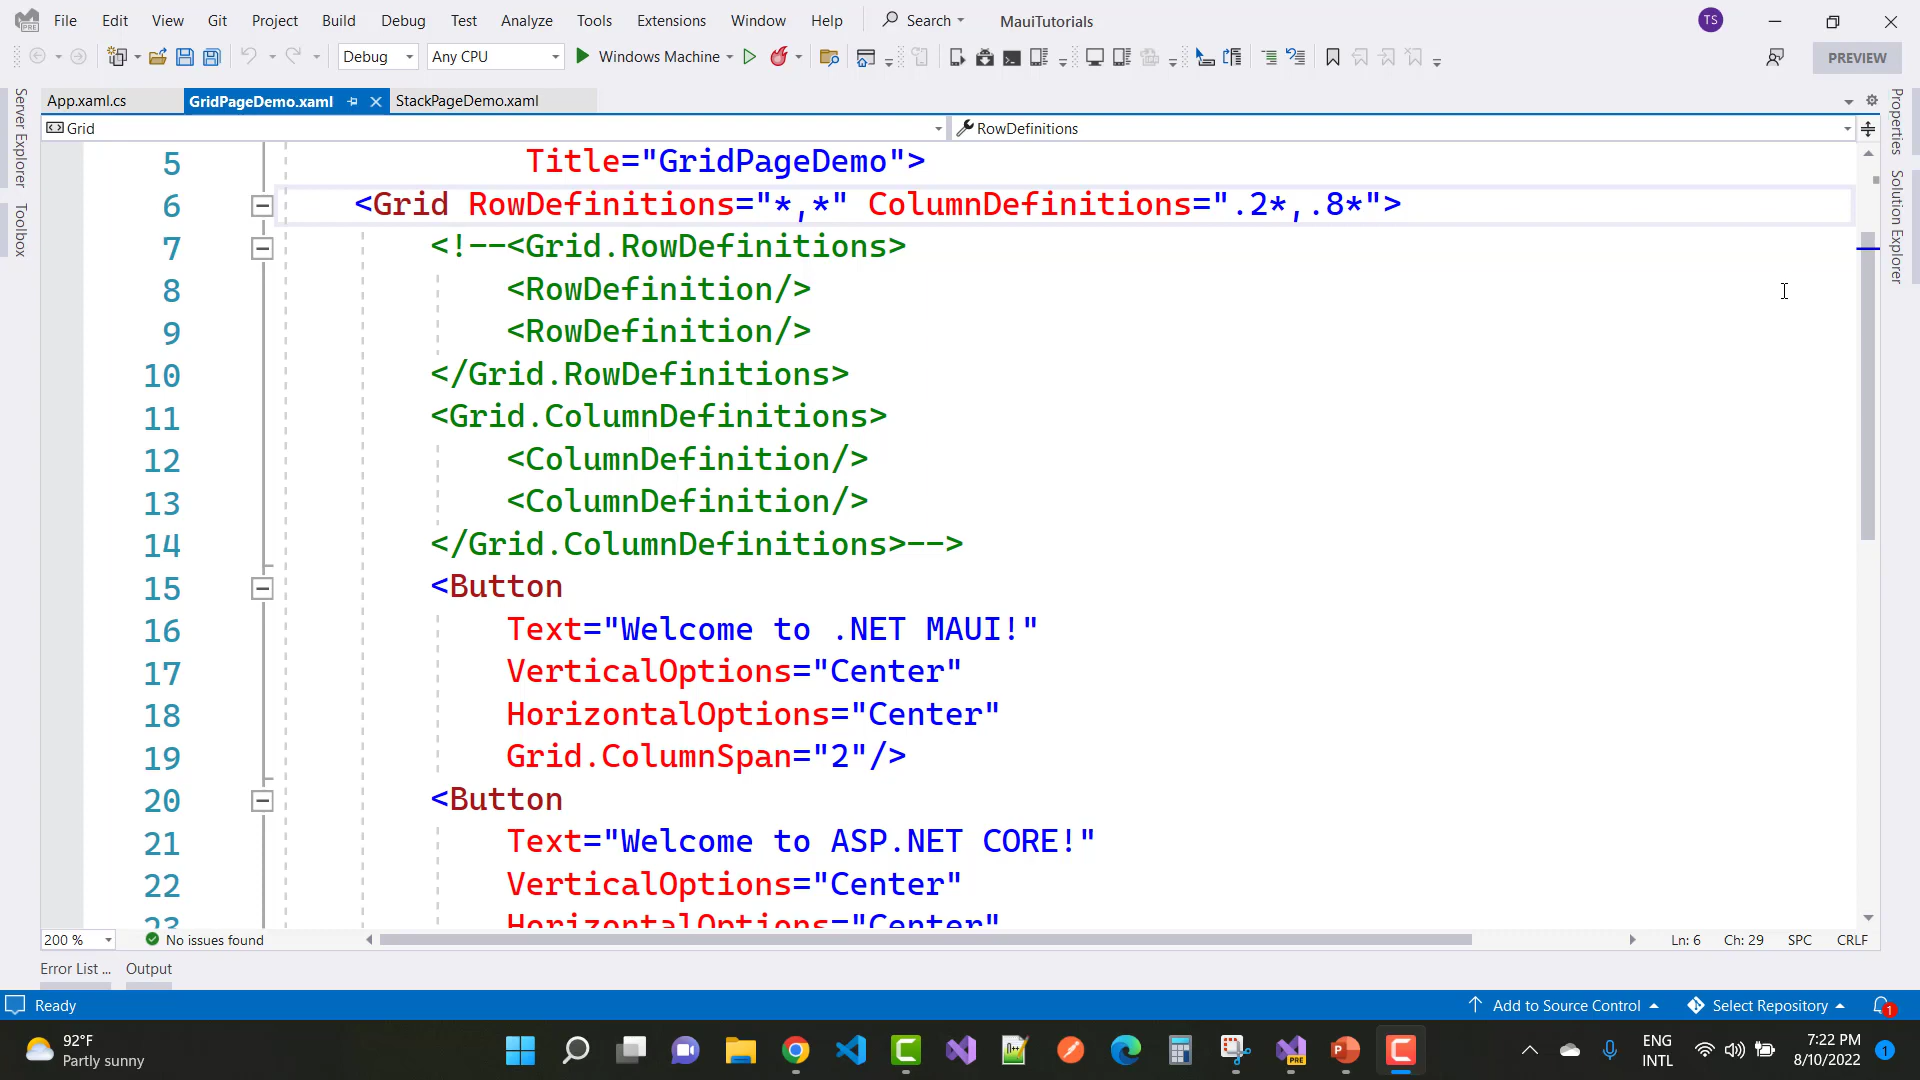 File Edit View Git Project Build Debug Test Analyze Tools Extensions Window Help Search MauiTutorials TS
Debug Any CPU Windows Machine PREVIEW
App.xaml.cs GridPageDemo.xaml StackPageDemo.xaml
Grid RowDefinitions
Server Explorer
Toolbox
Properties
Solution Explorer
5 Title="GridPageDemo">
6 <Grid RowDefinitions="*,*" ColumnDefinitions=".2*,.8*">
7 <!--<Grid.RowDefinitions>
8 <RowDefinition/>
9 <RowDefinition/>
10 </Grid.RowDefinitions>
11 <Grid.ColumnDefinitions>
12 <ColumnDefinition/>
13 <ColumnDefinition/>
14 </Grid.ColumnDefinitions>-->
15 <Button
16 Text="Welcome to .NET MAUI!"
17 VerticalOptions="Center"
18 HorizontalOptions="Center"
19 Grid.ColumnSpan="2"/>
20 <Button
21 Text="Welcome to ASP.NET CORE!"
22 VerticalOptions="Center"
23 HorizontalOptions="Center"
200 % No issues found Ln: 6 Ch: 29 SPC CRLF
Error List ... Output
Ready Add to Source Control Select Repository 1
92°F ENG 7:22 PM
Partly sunny INTL 8/10/2022 1